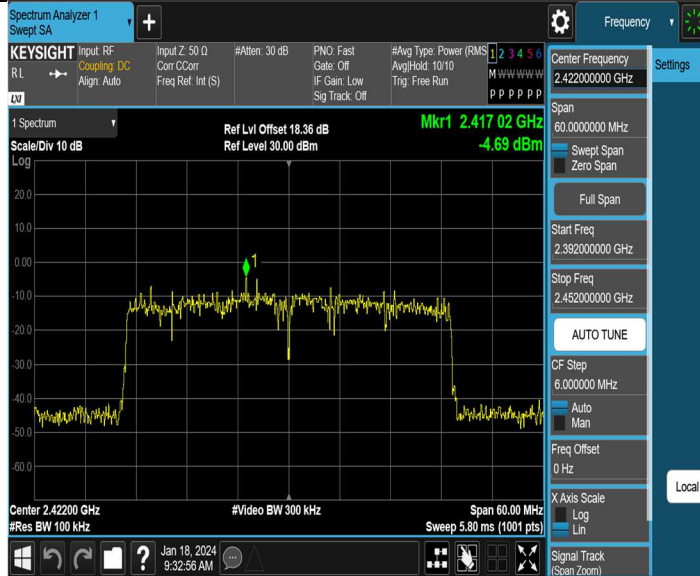 Spectrum Analyzer 1
Swept SA
+
Frequency
KEYSIGHT
RL
LXI
Input: RF
Coupling: DC
Align: Auto
Input Z: 50 Ω
Corr CCorr
Freq Ref: Int (S)
#Atten: 30 dB
PNO: Fast
Gate: Off
IF Gain: Low
Sig Track: Off
#Avg Type: Power (RMS
Avg|Hold: 10/10
Trig: Free Run
1 2 3 4 5 6
M W W W W W
P P P P P P
1 Spectrum
Scale/Div 10 dB
Log
Ref Lvl Offset 18.36 dB
Ref Level 30.00 dBm
Mkr1 2.417 02 GHz
-4.69 dBm
20.0
10.0
0.00
-10.0
-20.0
-30.0
-40.0
-50.0
-60.0
1
Center 2.42200 GHz
#Res BW 100 kHz
#Video BW 300 kHz
Span 60.00 MHz
Sweep 5.80 ms (1001 pts)
?
Jan 18, 2024
9:32:56 AM
Center Frequency
2.422000000 GHz
Span
60.0000000 MHz
Swept Span
Zero Span
Full Span
Start Freq
2.392000000 GHz
Stop Freq
2.452000000 GHz
AUTO TUNE
CF Step
6.000000 MHz
Auto
Man
Freq Offset
0 Hz
X Axis Scale
Log
Lin
Signal Track
(Span Zoom)
Settings
Local